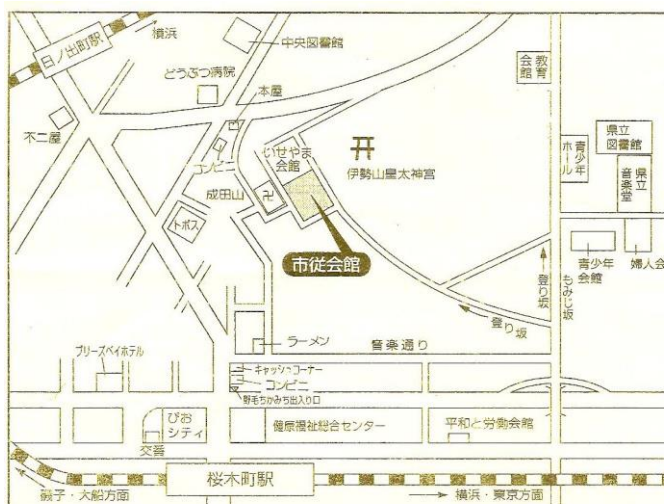 日ノ出町駅
横浜
中央図書館
どうぶつ病院
本屋
不二屋
コンビニ
いせやま
会館
成田山
卍
トポス
伊勢山皇太神宮
市従会館
教育
会館
青少年
ホール
県立
図書館
県立
音楽堂
青少年
会館
婦人会
もみじ坂
登り坂
登り坂
音楽通り
ラーメン
キャッシュコーナー
コンビニ
野毛ちかみち出入り口
ブリーズベイホテル
ぴお
シティ
交番
健康福祉総合センター
平和と労働会館
桜木町駅
磯子・大船方面
横浜・東京方面